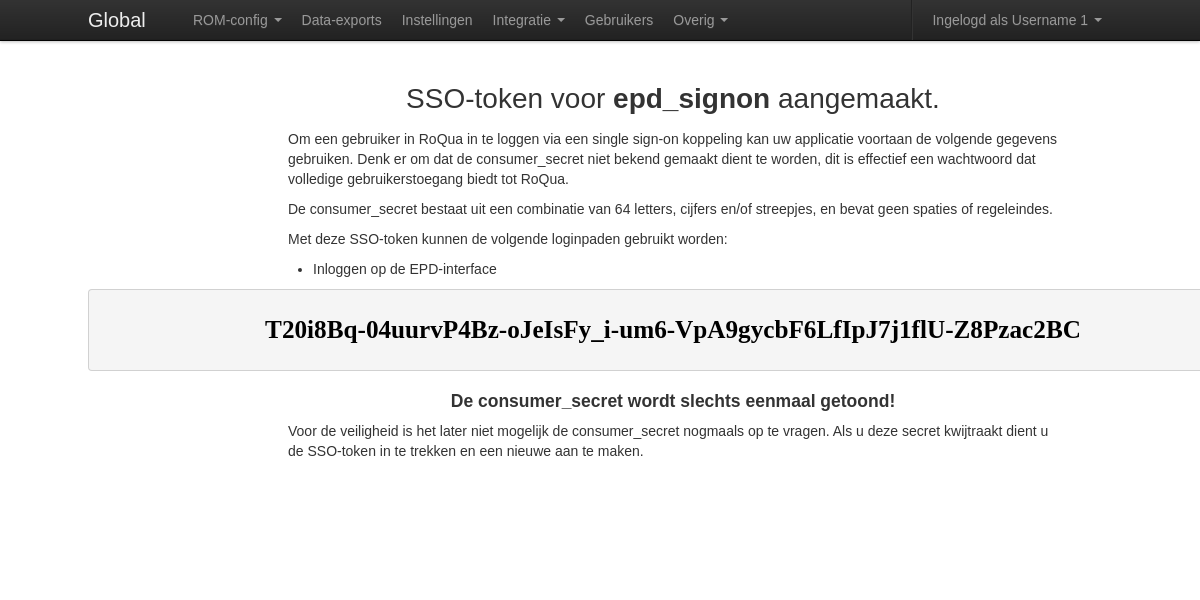 Global ROM-config Data-exports Instellingen Integratie Gebruikers Overig Ingelogd als Username 1
SSO-token voor epd_signon aangemaakt.
Om een gebruiker in RoQua in te loggen via een single sign-on koppeling kan uw applicatie voortaan de volgende gegevens
gebruiken. Denk er om dat de consumer_secret niet bekend gemaakt dient te worden, dit is effectief een wachtwoord dat
volledige gebruikerstoegang biedt tot RoQua.
De consumer_secret bestaat uit een combinatie van 64 letters, cijfers en/of streepjes, en bevat geen spaties of regeleindes.
Met deze SSO-token kunnen de volgende loginpaden gebruikt worden:
• Inloggen op de EPD-interface
T20i8Bq-04uurvP4Bz-oJeIsFy_i-um6-VpA9gycbF6LfIpJ7j1flU-Z8Pzac2BC
De consumer_secret wordt slechts eenmaal getoond!
Voor de veiligheid is het later niet mogelijk de consumer_secret nogmaals op te vragen. Als u deze secret kwijtraakt dient u
de SSO-token in te trekken en een nieuwe aan te maken.